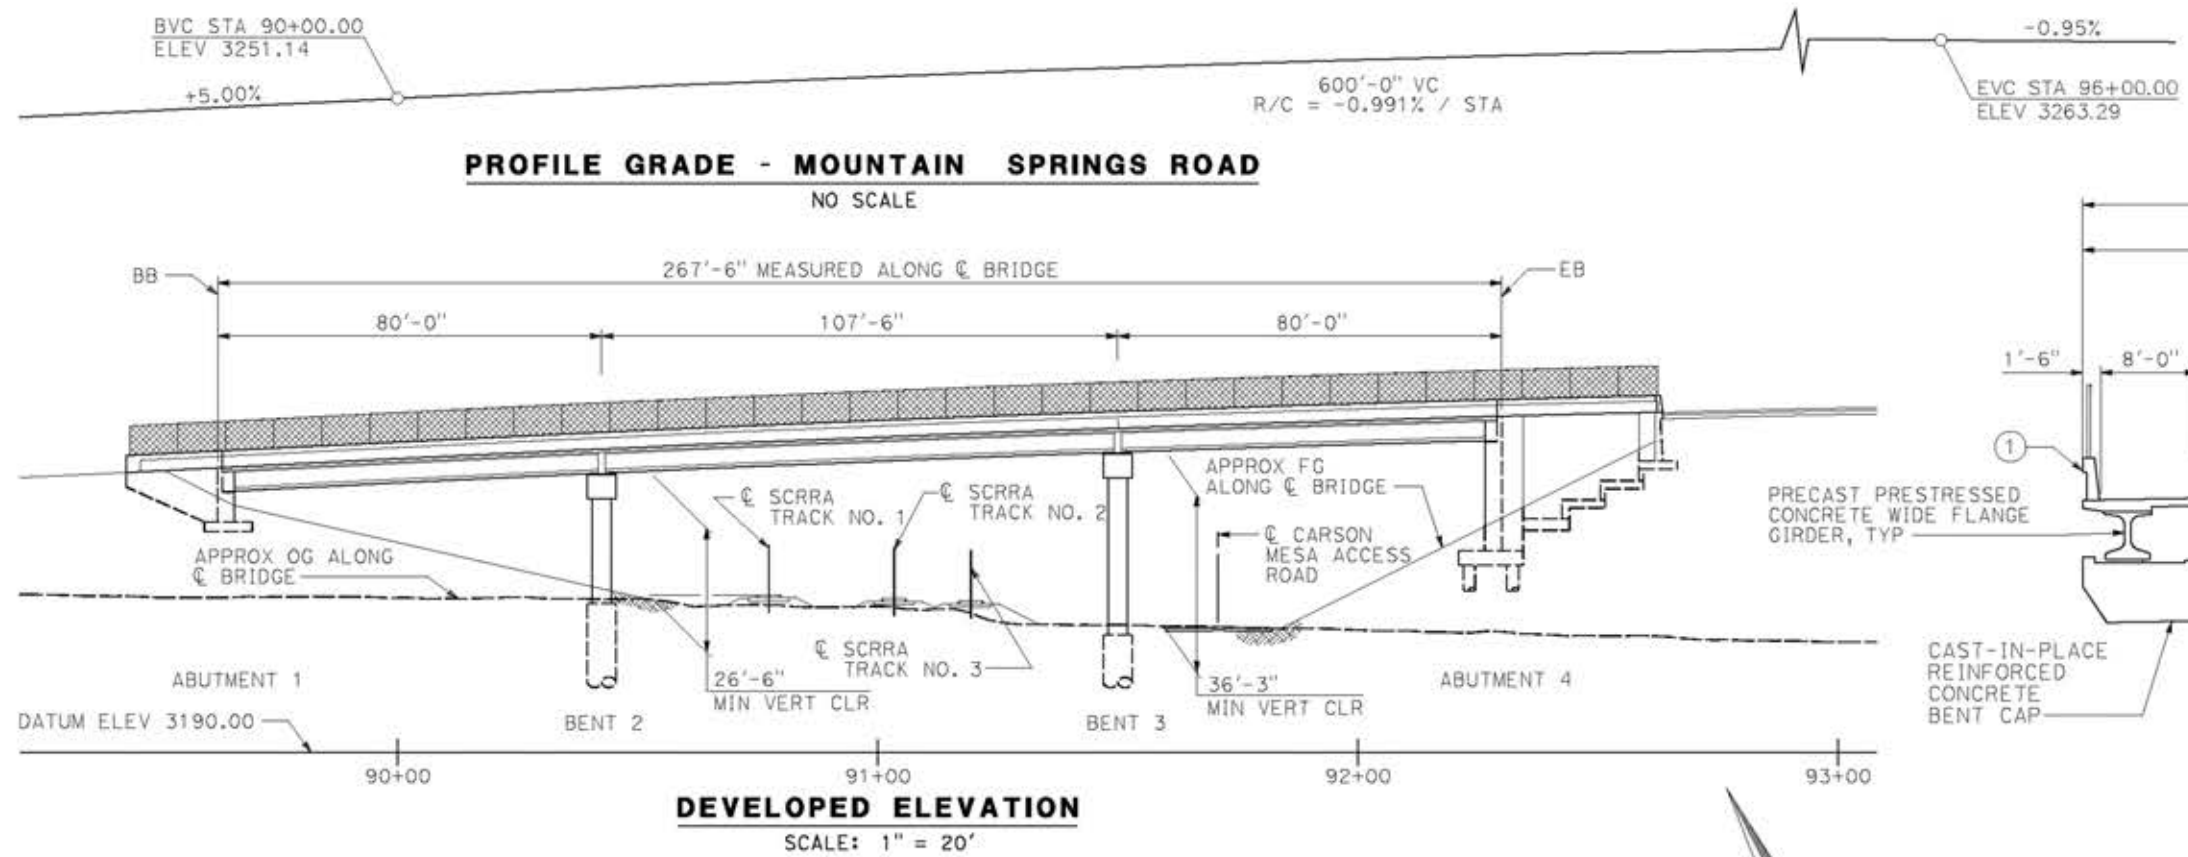 BVC STA 90+00.00
ELEV 3251.14
+5.00%
600'-0" VC
R/C = -0.991% / STA
-0.95%
EVC STA 96+00.00
ELEV 3263.29
PROFILE GRADE - MOUNTAIN SPRINGS ROAD
NO SCALE
BB
267'-6" MEASURED ALONG ℄ BRIDGE
EB
80'-0"
107'-6"
80'-0"
℄ SCRRA
TRACK NO. 1
℄ SCRRA
TRACK NO. 2
APPROX FG
ALONG ℄ BRIDGE
℄ CARSON
MESA ACCESS
ROAD
APPROX OG ALONG
℄ BRIDGE
℄ SCRRA
TRACK NO. 3
26'-6"
MIN VERT CLR
36'-3"
MIN VERT CLR
ABUTMENT 1
BENT 2
BENT 3
ABUTMENT 4
DATUM ELEV 3190.00
90+00
91+00
92+00
93+00
DEVELOPED ELEVATION
SCALE: 1" = 20'
1'-6"
8'-0"
1
PRECAST PRESTRESSED
CONCRETE WIDE FLANGE
GIRDER, TYP
CAST-IN-PLACE
REINFORCED
CONCRETE
BENT CAP